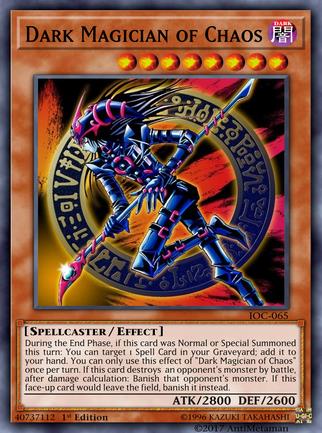 DARK MAGICIAN OF CHAOS
DARK
闇
IOC-065
[SPELLCASTER / EFFECT]
During the End Phase, if this card was Normal or Special Summoned
this turn: You can target 1 Spell Card in your Graveyard; add it to
your hand. You can only use this effect of "Dark Magician of Chaos"
once per turn. If this card destroys an opponent's monster by battle,
after damage calculation: Banish that opponent's monster. If this
face-up card would leave the field, banish it instead.
ATK/2800 DEF/2600
40737112 1st Edition ©1996 KAZUKI TAKAHASHI
©2017 AntiMetaman